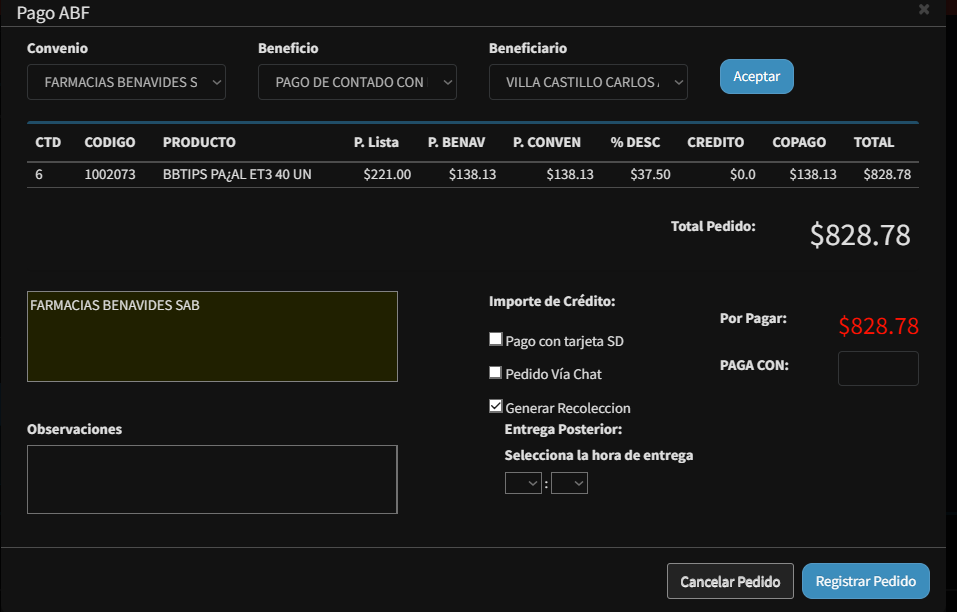 Pago ABF
Convenio Beneficio Beneficiario
FARMACIAS BENAVIDES S PAGO DE CONTADO CON VILLA CASTILLO CARLOS Aceptar
CTD CODIGO PRODUCTO P. Lista P. BENAV P. CONVEN % DESC CREDITO COPAGO TOTAL
6 1002073 BBTIPS PA¿AL ET3 40 UN $221.00 $138.13 $138.13 $37.50 $0.0 $138.13 $828.78
Total Pedido: $828.78
FARMACIAS BENAVIDES SAB
Importe de Crédito:
Por Pagar: $828.78
Pago con tarjeta SD
PAGA CON:
Pedido Vía Chat
Generar Recoleccion
Observaciones
Entrega Posterior:
Selecciona la hora de entrega
:
Cancelar Pedido Registrar Pedido